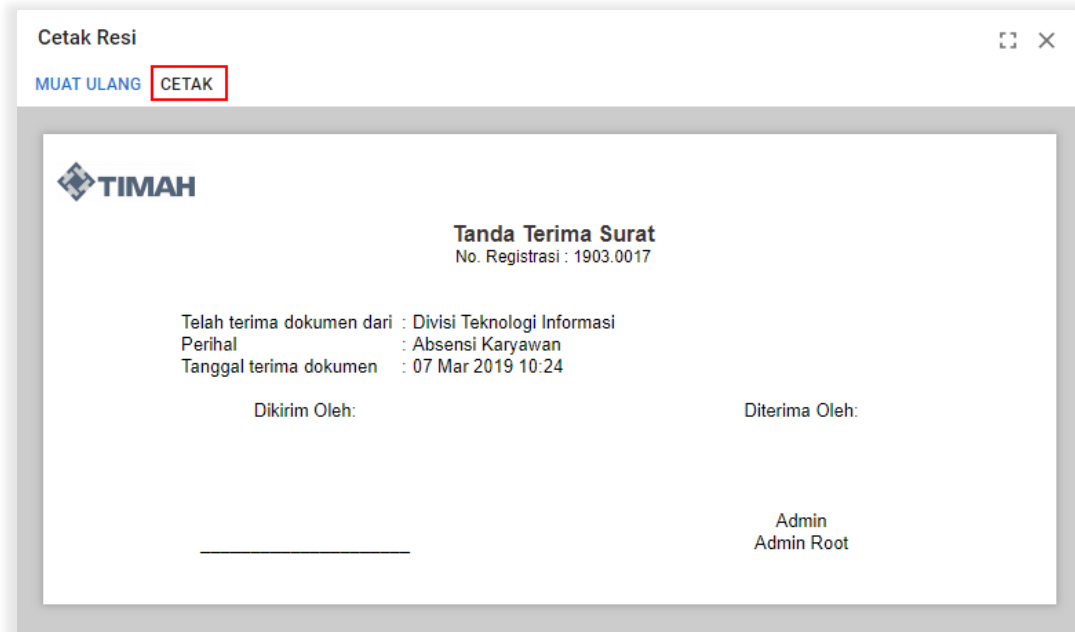 Cetak Resi
MUAT ULANG CETAK
TIMAH
Tanda Terima Surat
No. Registrasi : 1903.0017
Telah terima dokumen dari : Divisi Teknologi Informasi
Perihal : Absensi Karyawan
Tanggal terima dokumen : 07 Mar 2019 10:24
Dikirim Oleh: Diterima Oleh:
Admin
Admin Root